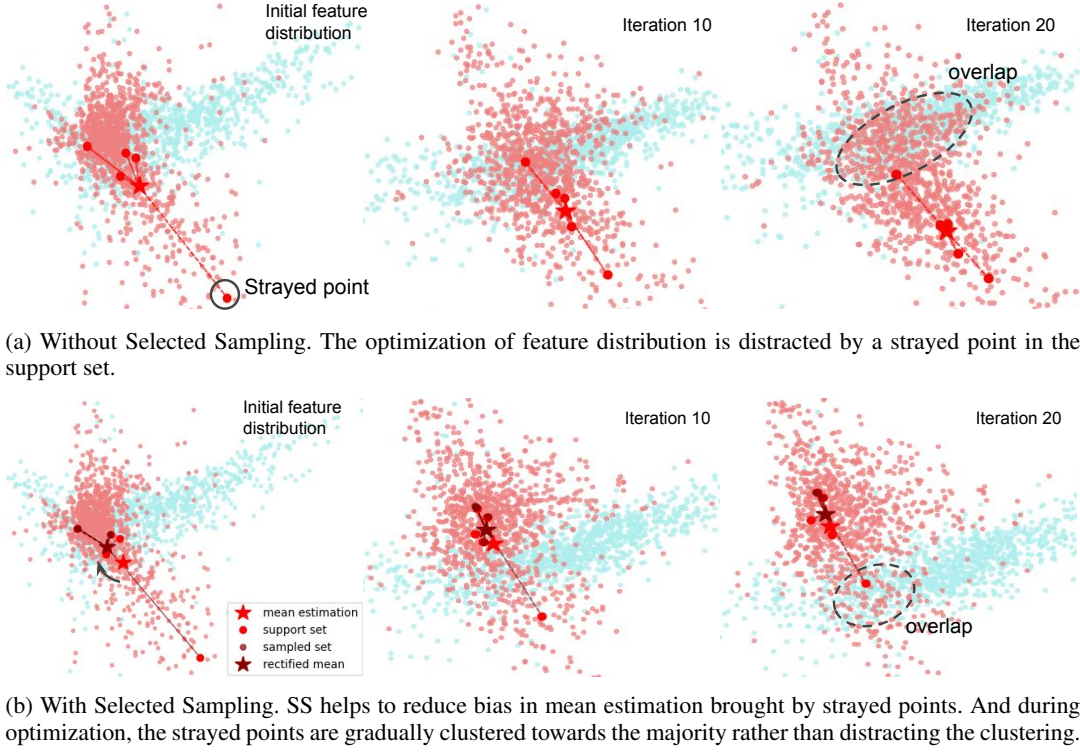 Initial feature
distribution
Iteration 10
Iteration 20
overlap
Strayed point
(a) Without Selected Sampling. The optimization of feature distribution is distracted by a strayed point in the
support set.
Initial feature
distribution
Iteration 10
Iteration 20
mean estimation
support set
sampled set
rectified mean
overlap
(b) With Selected Sampling. SS helps to reduce bias in mean estimation brought by strayed points. And during
optimization, the strayed points are gradually clustered towards the majority rather than distracting the clustering.